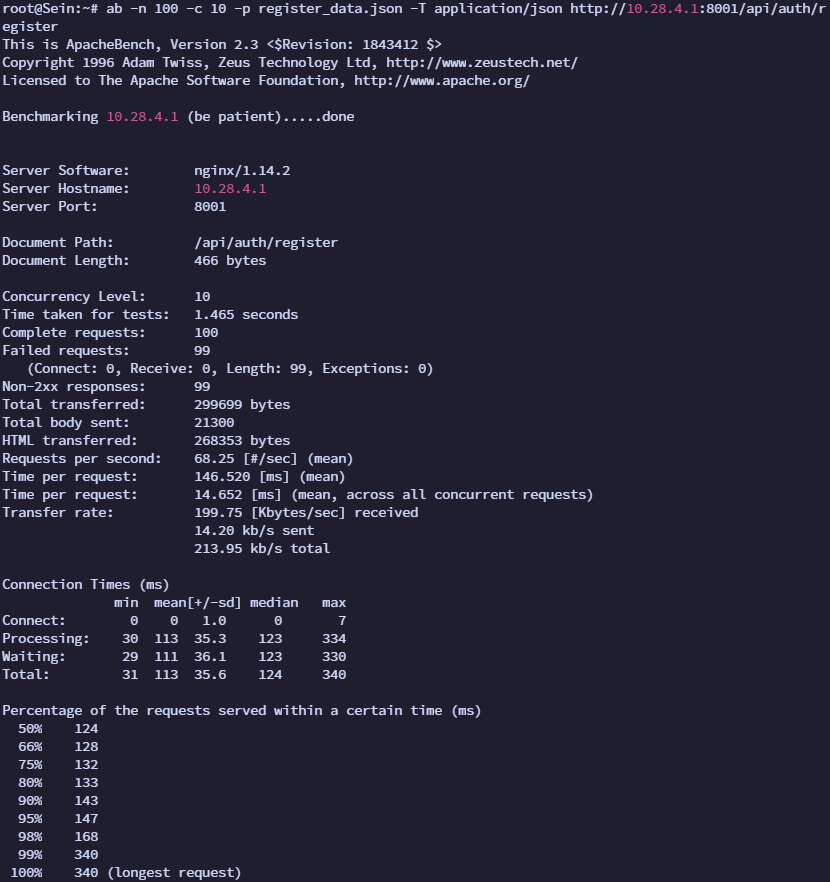 root@Sein:~# ab -n 100 -c 10 -p register_data.json -T application/json http://10.28.4.1:8001/api/auth/r
egister
This is ApacheBench, Version 2.3 <$Revision: 1843412 $>
Copyright 1996 Adam Twiss, Zeus Technology Ltd, http://www.zeustech.net/
Licensed to The Apache Software Foundation, http://www.apache.org/

Benchmarking 10.28.4.1 (be patient).....done


Server Software:        nginx/1.14.2
Server Hostname:        10.28.4.1
Server Port:            8001

Document Path:          /api/auth/register
Document Length:        466 bytes

Concurrency Level:      10
Time taken for tests:   1.465 seconds
Complete requests:      100
Failed requests:        99
   (Connect: 0, Receive: 0, Length: 99, Exceptions: 0)
Non-2xx responses:      99
Total transferred:      299699 bytes
Total body sent:        21300
HTML transferred:       268353 bytes
Requests per second:    68.25 [#/sec] (mean)
Time per request:       146.520 [ms] (mean)
Time per request:       14.652 [ms] (mean, across all concurrent requests)
Transfer rate:          199.75 [Kbytes/sec] received
                        14.20 kb/s sent
                        213.95 kb/s total

Connection Times (ms)
              min  mean[+/-sd] median   max
Connect:        0    0   1.0      0       7
Processing:    30  113  35.3    123     334
Waiting:       29  111  36.1    123     330
Total:         31  113  35.6    124     340

Percentage of the requests served within a certain time (ms)
  50%    124
  66%    128
  75%    132
  80%    133
  90%    143
  95%    147
  98%    168
  99%    340
 100%    340 (longest request)